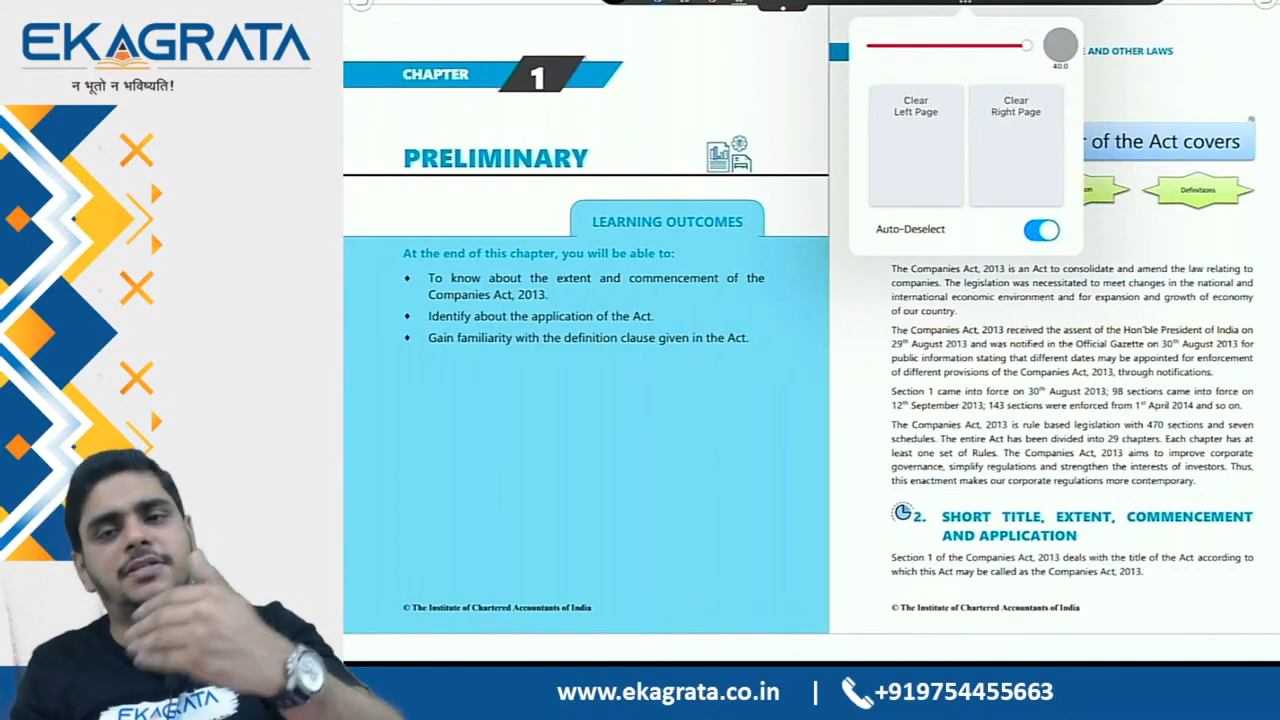 EKAGRATA
न भूतो न भविष्यति!
CHAPTER 1
PRELIMINARY
LEARNING OUTCOMES
At the end of this chapter, you will be able to:
♦ To know about the extent and commencement of the
Companies Act, 2013.
♦ Identify about the application of the Act.
♦ Gain familiarity with the definition clause given in the Act.
© The Institute of Chartered Accountants of India
40.0
Clear
Left Page
Clear
Right Page
Auto-Deselect
E AND OTHER LAWS
of the Act covers
on
Definitions
The Companies Act, 2013 is an Act to consolidate and amend the law relating to
companies. The legislation was necessitated to meet changes in the national and
international economic environment and for expansion and growth of economy
of our country.
The Companies Act, 2013 received the assent of the Hon'ble President of India on
29th August 2013 and was notified in the Official Gazette on 30th August 2013 for
public information stating that different dates may be appointed for enforcement
of different provisions of the Companies Act, 2013, through notifications.
Section 1 came into force on 30th August 2013; 98 sections came into force on
12th September 2013; 143 sections were enforced from 1st April 2014 and so on.
The Companies Act, 2013 is rule based legislation with 470 sections and seven
schedules. The entire Act has been divided into 29 chapters. Each chapter has at
least one set of Rules. The Companies Act, 2013 aims to improve corporate
governance, simplify regulations and strengthen the interests of investors. Thus,
this enactment makes our corporate regulations more contemporary.
2. SHORT TITLE, EXTENT, COMMENCEMENT
AND APPLICATION
Section 1 of the Companies Act, 2013 deals with the title of the Act according to
which this Act may be called as the Companies Act, 2013.
© The Institute of Chartered Accountants of India
EKAGRATA
www.ekagrata.co.in | +919754455663